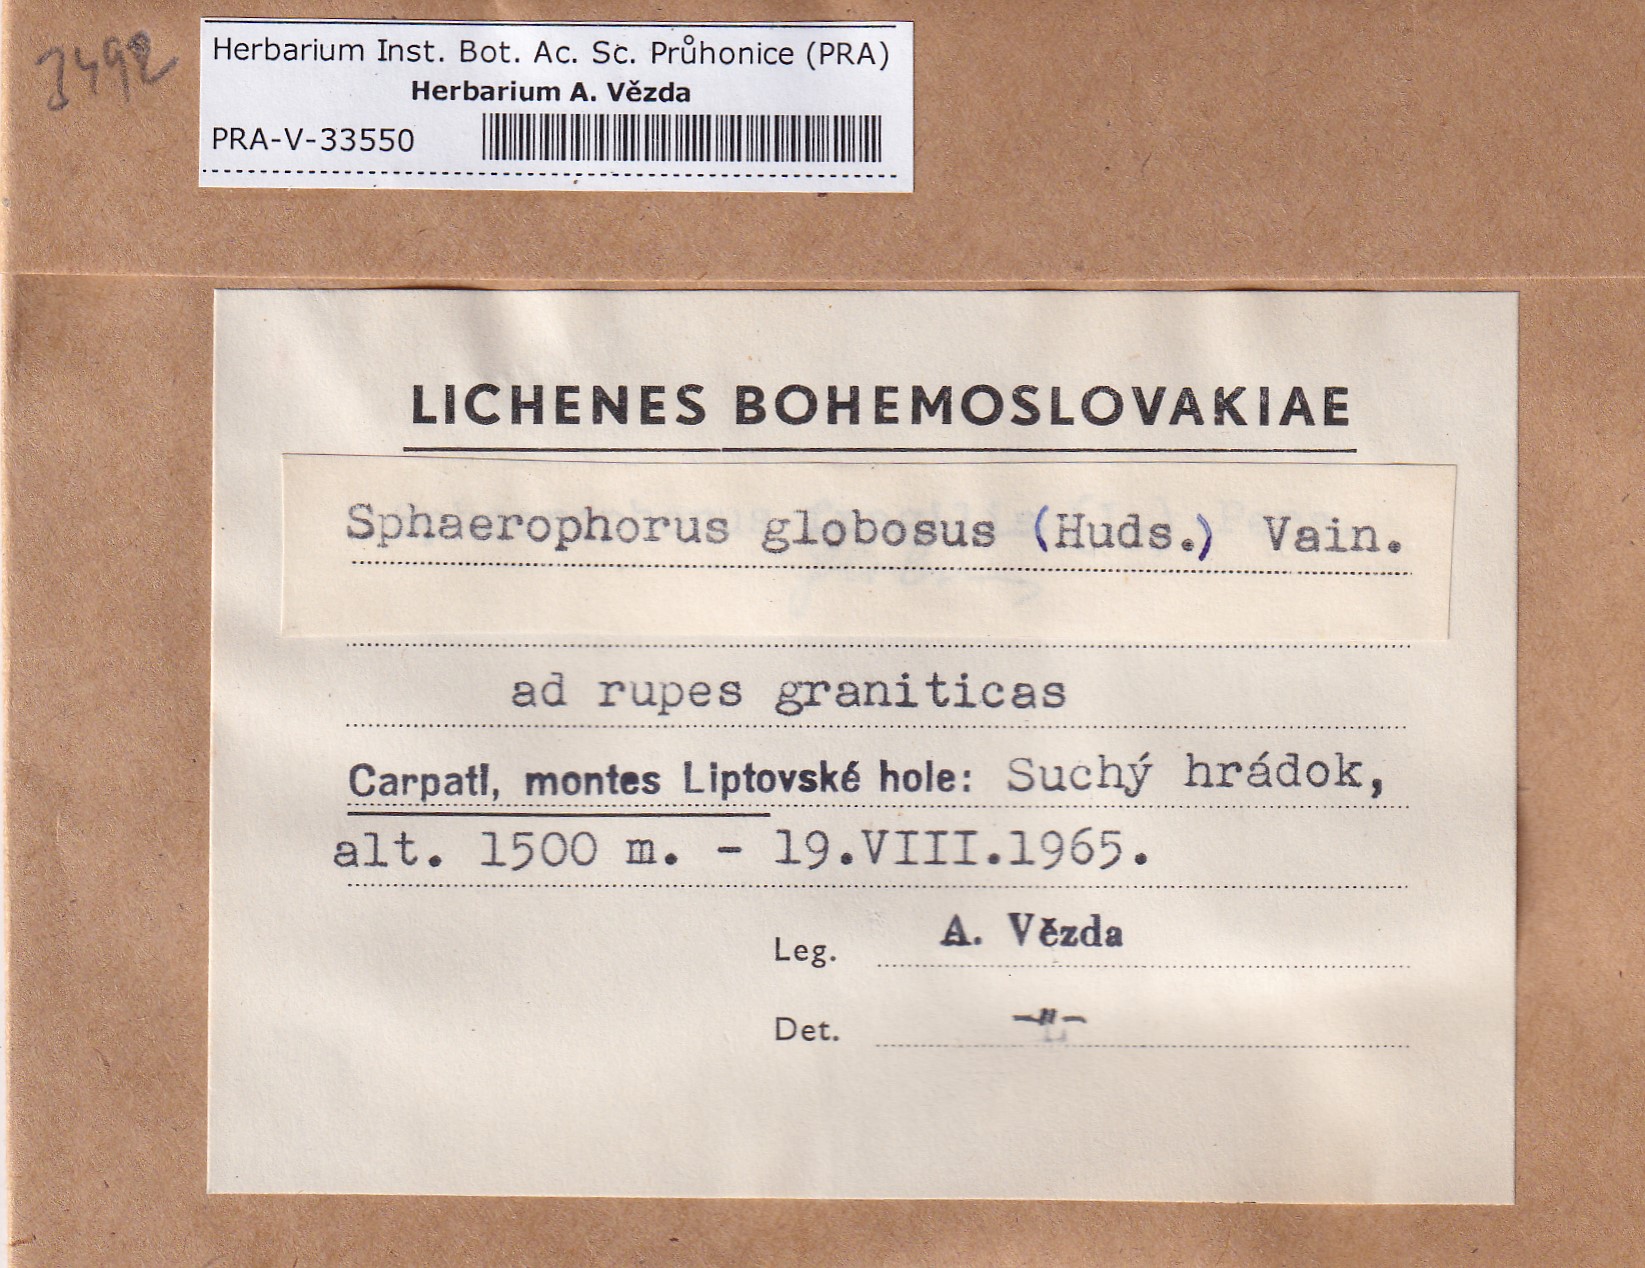 3492
Herbarium Inst. Bot. Ac. Sc. Průhonice (PRA)
Herbarium A. Vězda
PRA-V-33550
LICHENES BOHEMOSLOVAKIAE
Sphaerophorus globosus (Huds.) Vain.
ad rupes graniticas
Carpati, montes Liptovské hole: Suchý hrádok,
alt. 1500 m. - 19.VIII.1965.
Leg. A. Vězda
Det. -"-